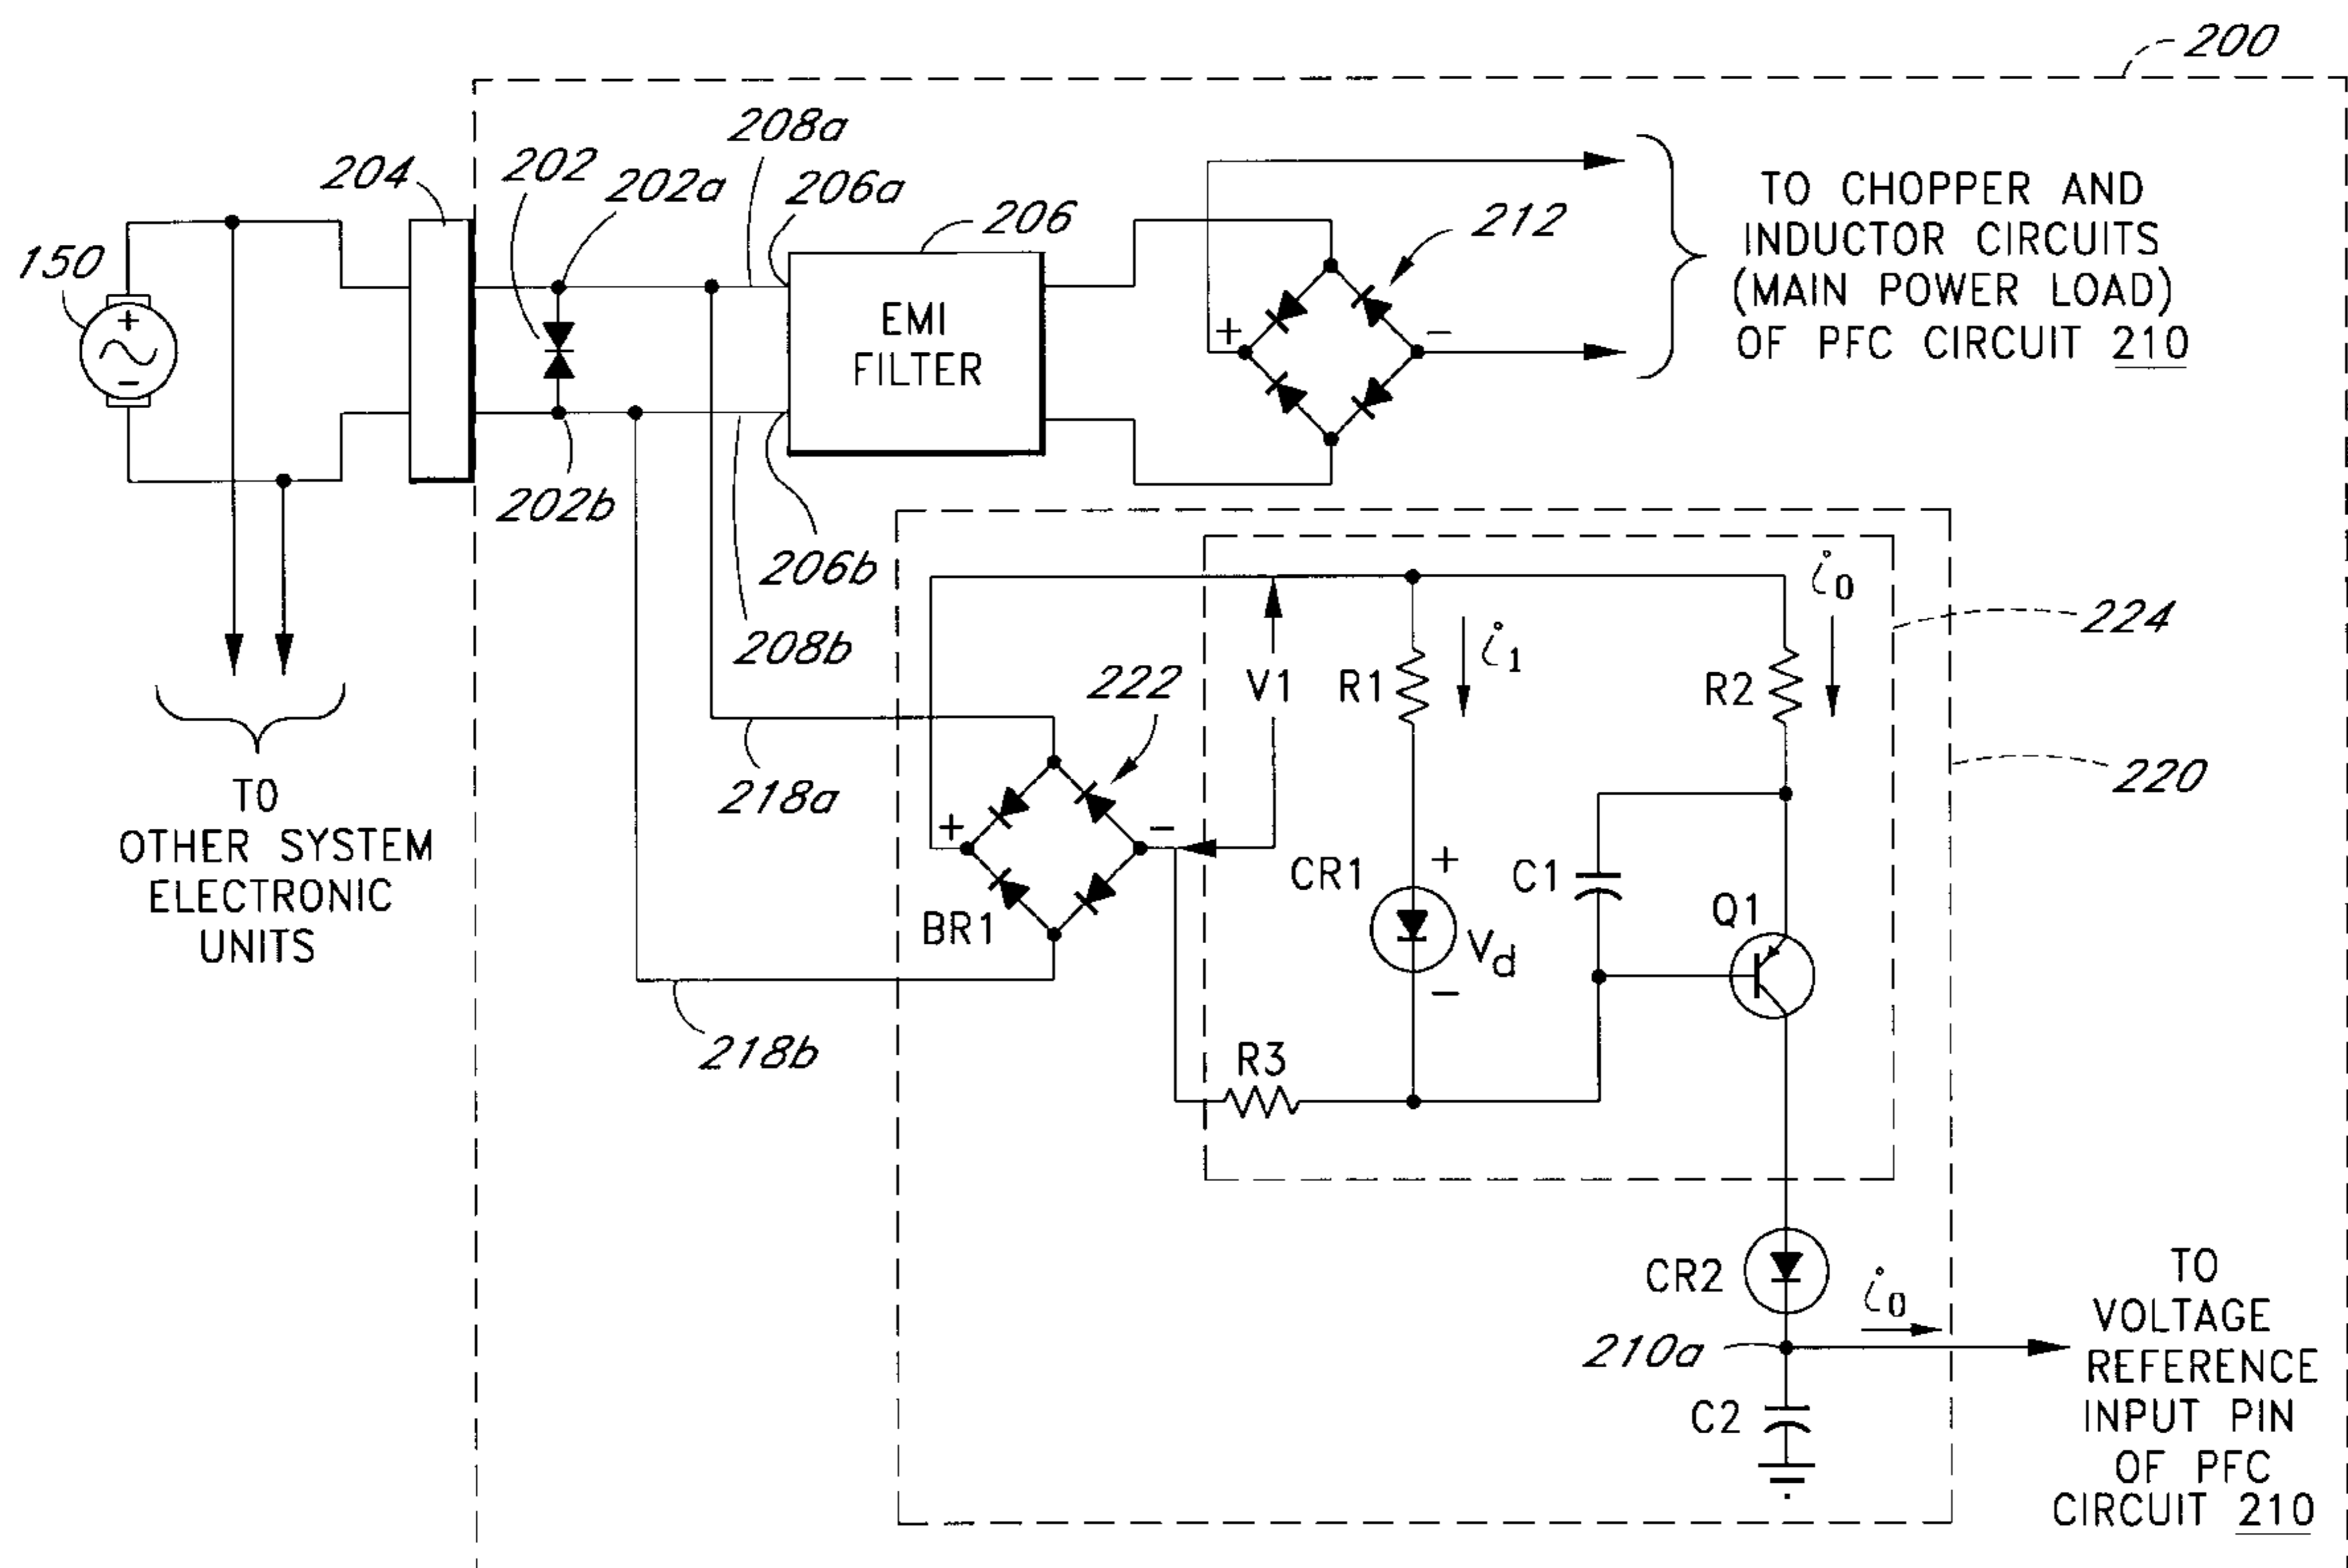 200
208a
204
202
202a
206a
206
212
TO CHOPPER AND
INDUCTOR CIRCUITS
(MAIN POWER LOAD)
OF PFC CIRCUIT 210
150
+
−
EMI
FILTER
+
−
202b
206b
208b
i0
224
i1
V1
R1
R2
222
218a
220
TO
OTHER SYSTEM
ELECTRONIC
UNITS
+
−
BR1
CR1
+
Vd
−
C1
Q1
218b
R3
CR2
i0
210a
C2
TO
VOLTAGE
REFERENCE
INPUT PIN
OF PFC
CIRCUIT 210